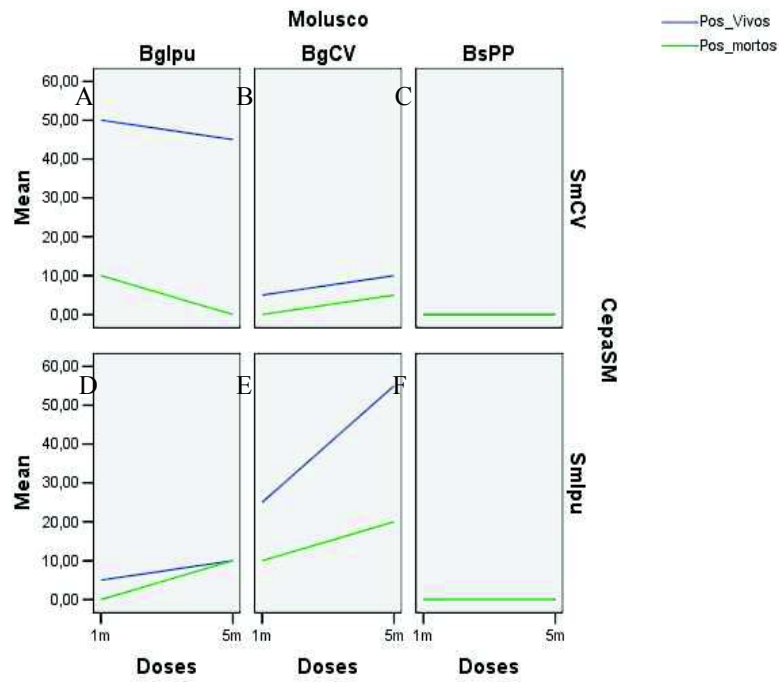 Molusco
BgIpu BgCV BsPP
Pos_Vivos
Pos_mortos
A B C
60,00
50,00
40,00
30,00
20,00
10,00
0,00
Mean
SmCV
CepaSM
D E F
60,00
50,00
40,00
30,00
20,00
10,00
0,00
Mean
SmIpu
1m 5m 1m 5m 1m 5m
Doses Doses Doses